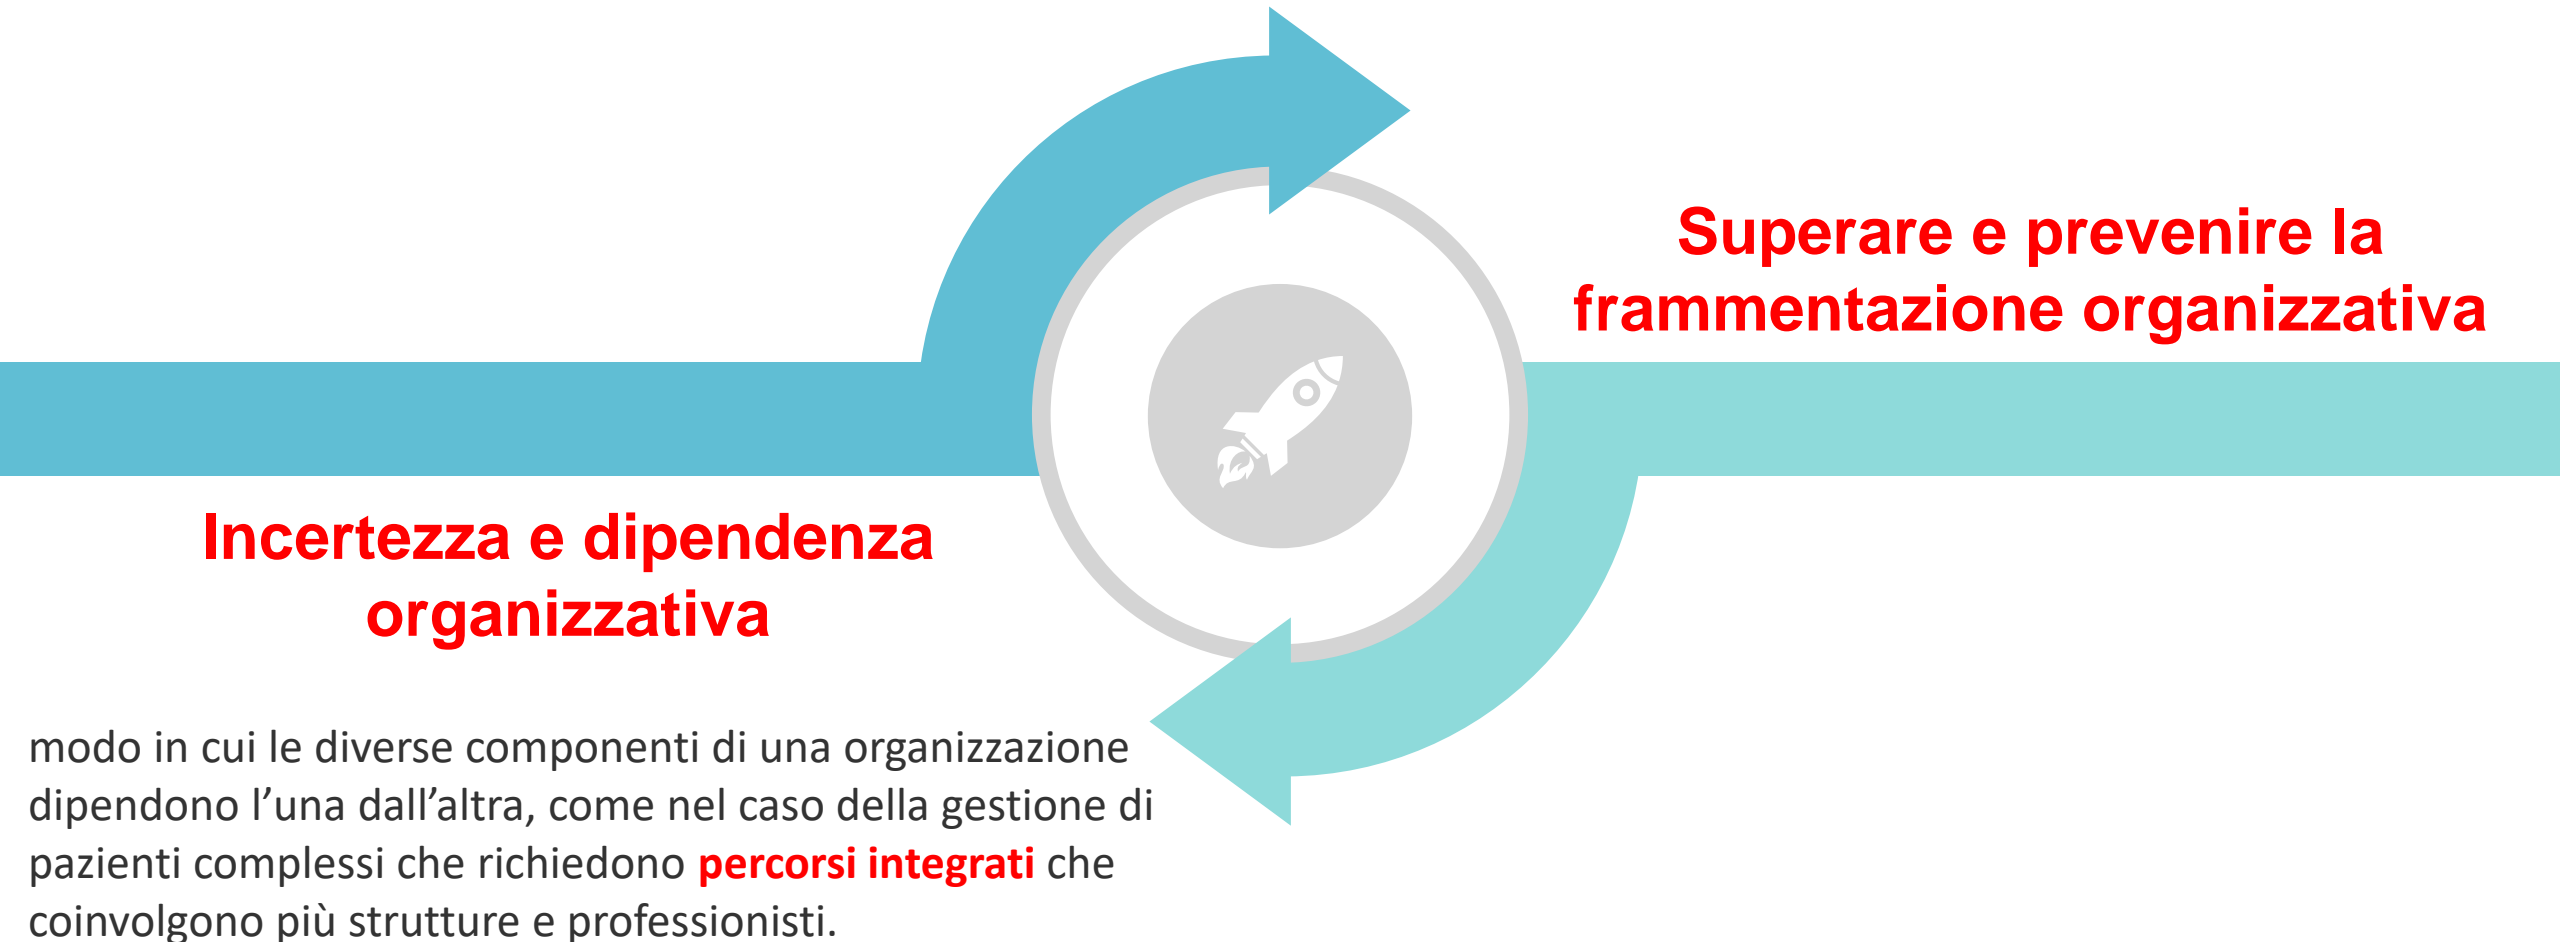 Superare e prevenire la
frammentazione organizzativa
Incertezza e dipendenza
organizzativa
modo in cui le diverse componenti di una organizzazione
dipendono l’una dall’altra, come nel caso della gestione di
pazienti complessi che richiedono percorsi integrati che
coinvolgono più strutture e professionisti.